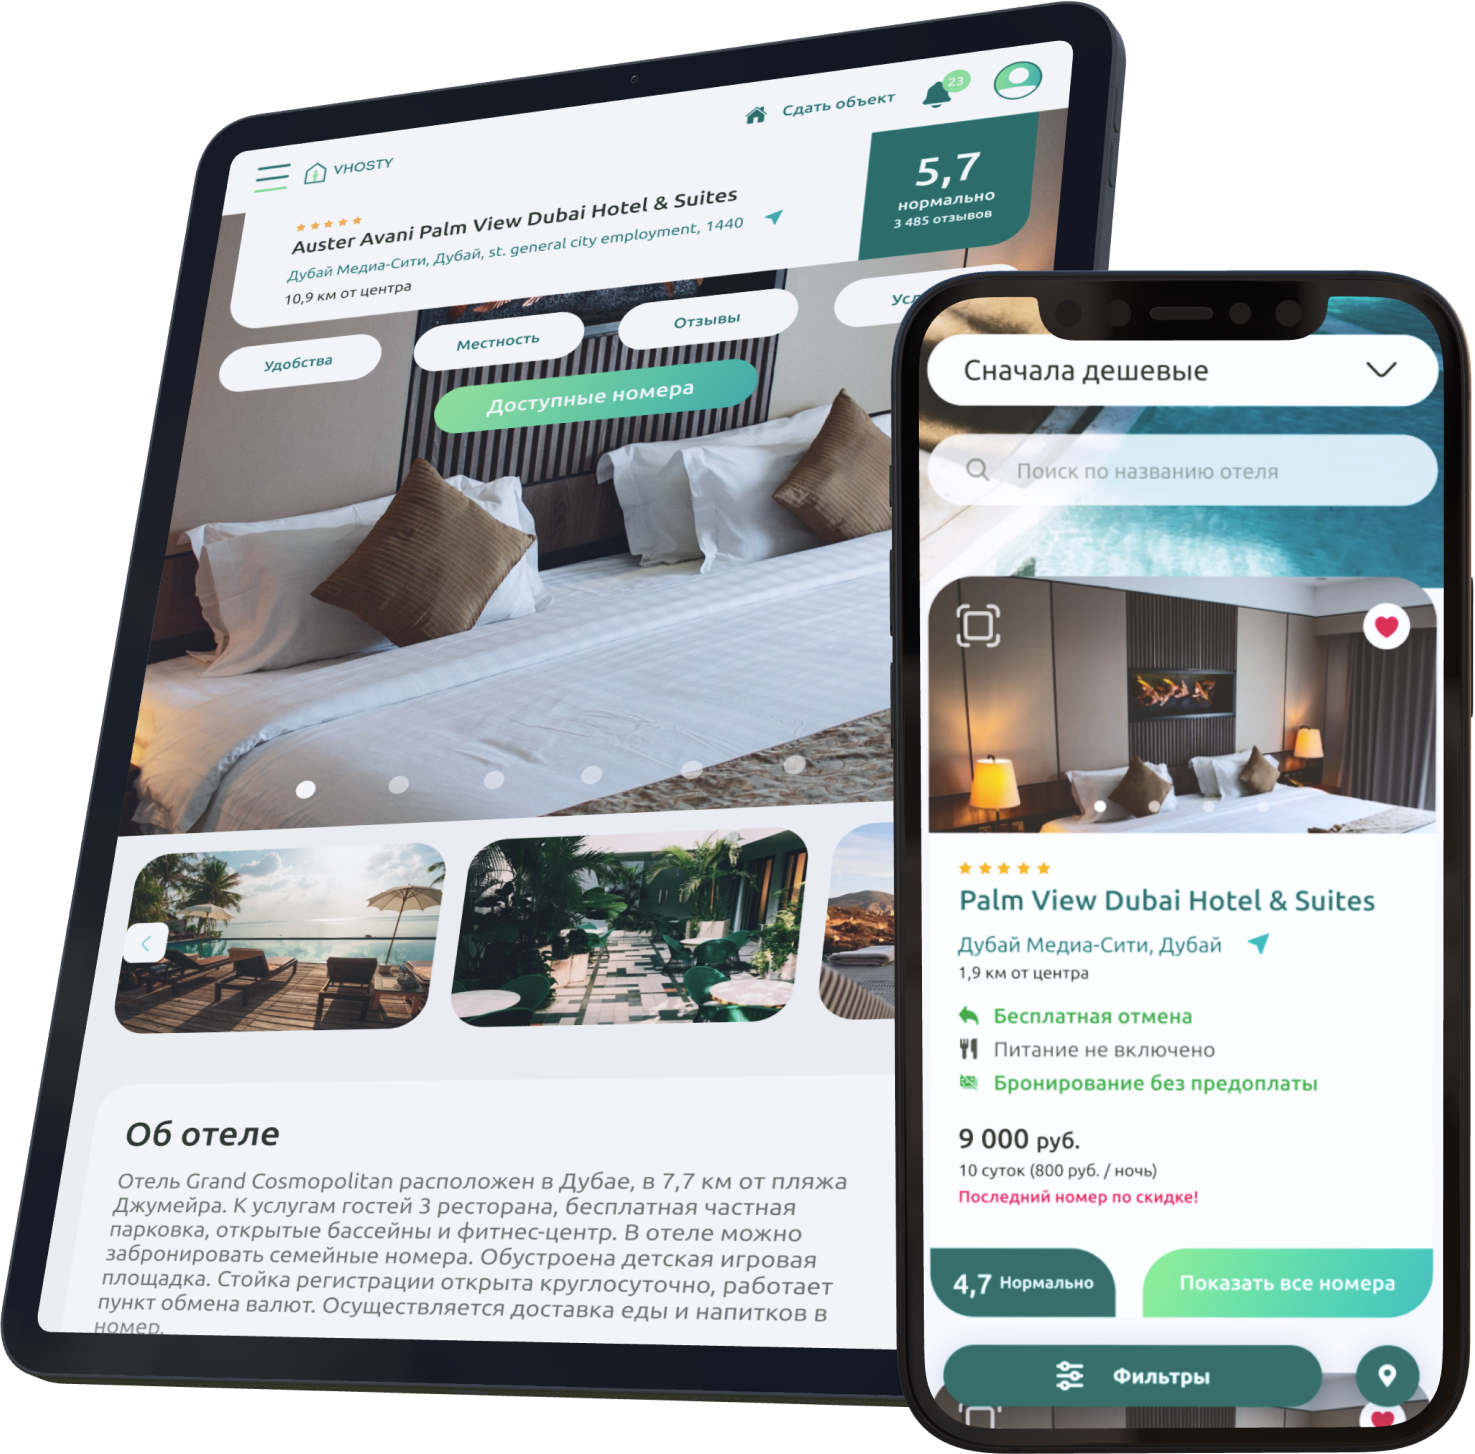 Сдать объект
23
VHOSTY
Auster Avani Palm View Dubai Hotel & Suites
Дубай Медиа-Сити, Дубай, st. general city employment, 1440
10,9 км от центра
5,7
нормально
3 485 отзывов
Удобства
Местность
Отзывы
Доступные номера
Об отеле
Отель Grand Cosmopolitan расположен в Дубае, в 7,7 км от пляжа
Джумейра. К услугам гостей 3 ресторана, бесплатная частная
парковка, открытые бассейны и фитнес-центр. В отеле можно
забронировать семейные номера. Обустроена детская игровая
площадка. Стойка регистрации открыта круглосуточно, работает
пункт обмена валют. Осуществляется доставка еды и напитков в
номер.
Сначала дешевые
Поиск по названию отеля
Palm View Dubai Hotel & Suites
Дубай Медиа-Сити, Дубай
1,9 км от центра
Бесплатная отмена
Питание не включено
Бронирование без предоплаты
9 000 руб.
10 суток (800 руб. / ночь)
Последний номер по скидке!
4,7 Нормально
Показать все номера
Фильтры